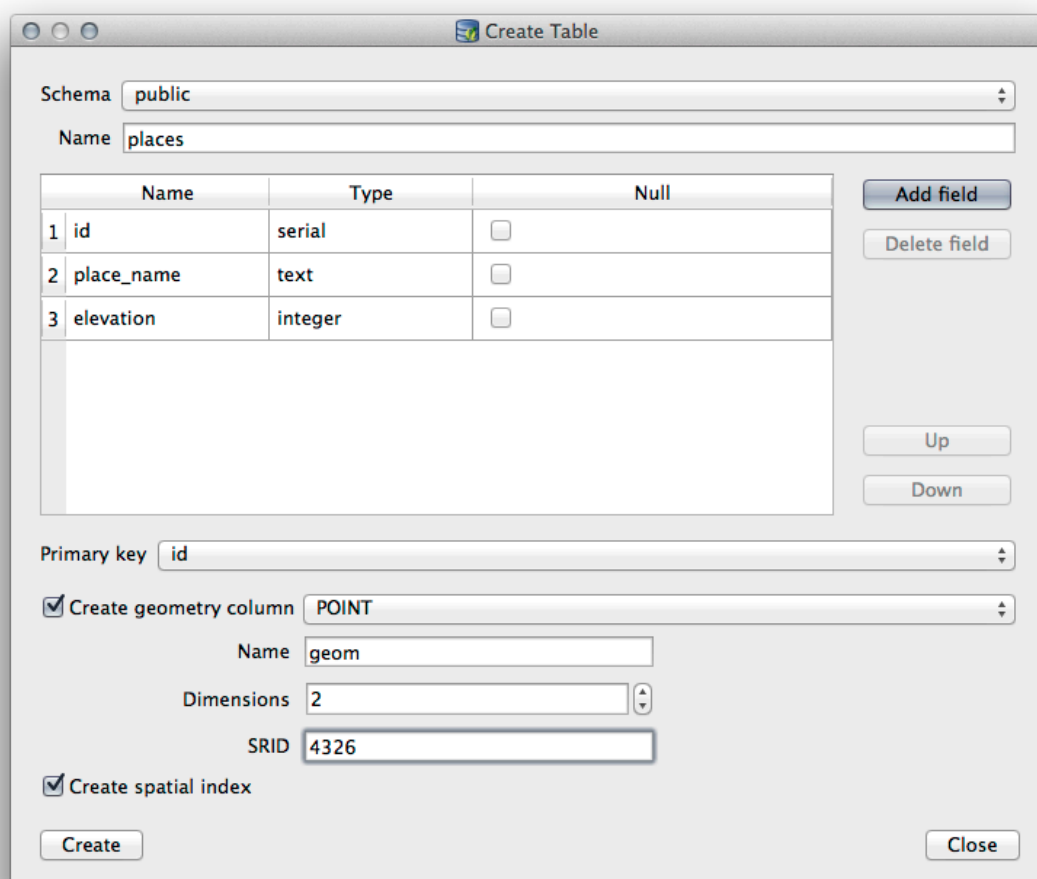 Create Table
Schema public
Name places
Name Type Null
Add field
1 id serial
Delete field
2 place_name text
3 elevation integer
Up
Down
Primary key id
Create geometry column POINT
Name geom
Dimensions 2
SRID 4326
Create spatial index
Create Close